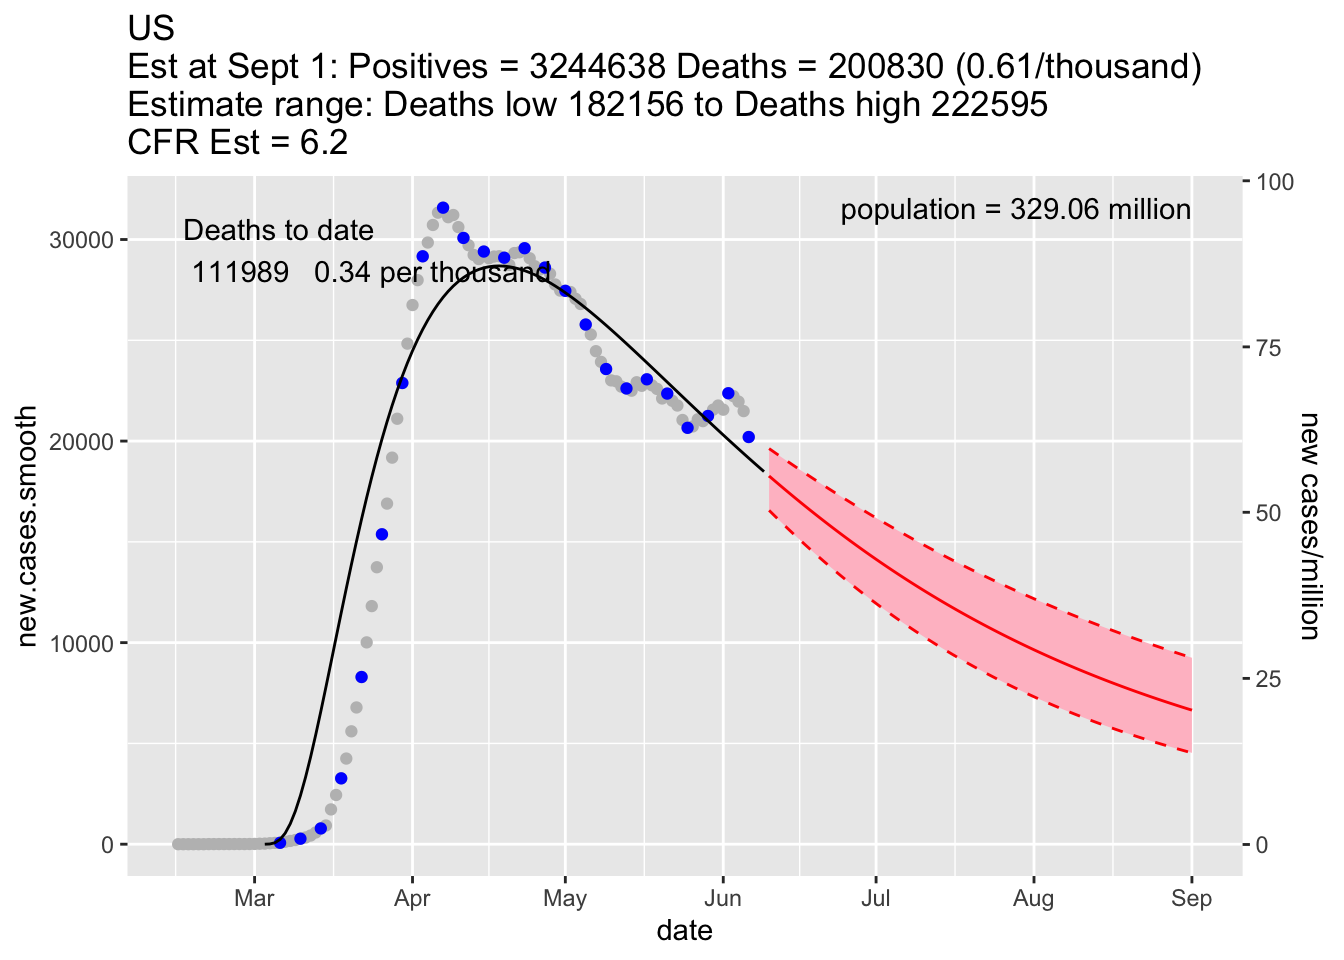 US
Est at Sept 1: Positives = 3244638 Deaths = 200830 (0.61/thousand)
Estimate range: Deaths low 182156 to Deaths high 222595
CFR Est = 6.2
100
population = 329.06 million
Deaths to date
30000
111989 0.34 per thousand
75
new.cases.smooth
new cases/million
20000
50
10000
25
0
0
Mar
Apr
May
Jun
Jul
Aug
Sep
date